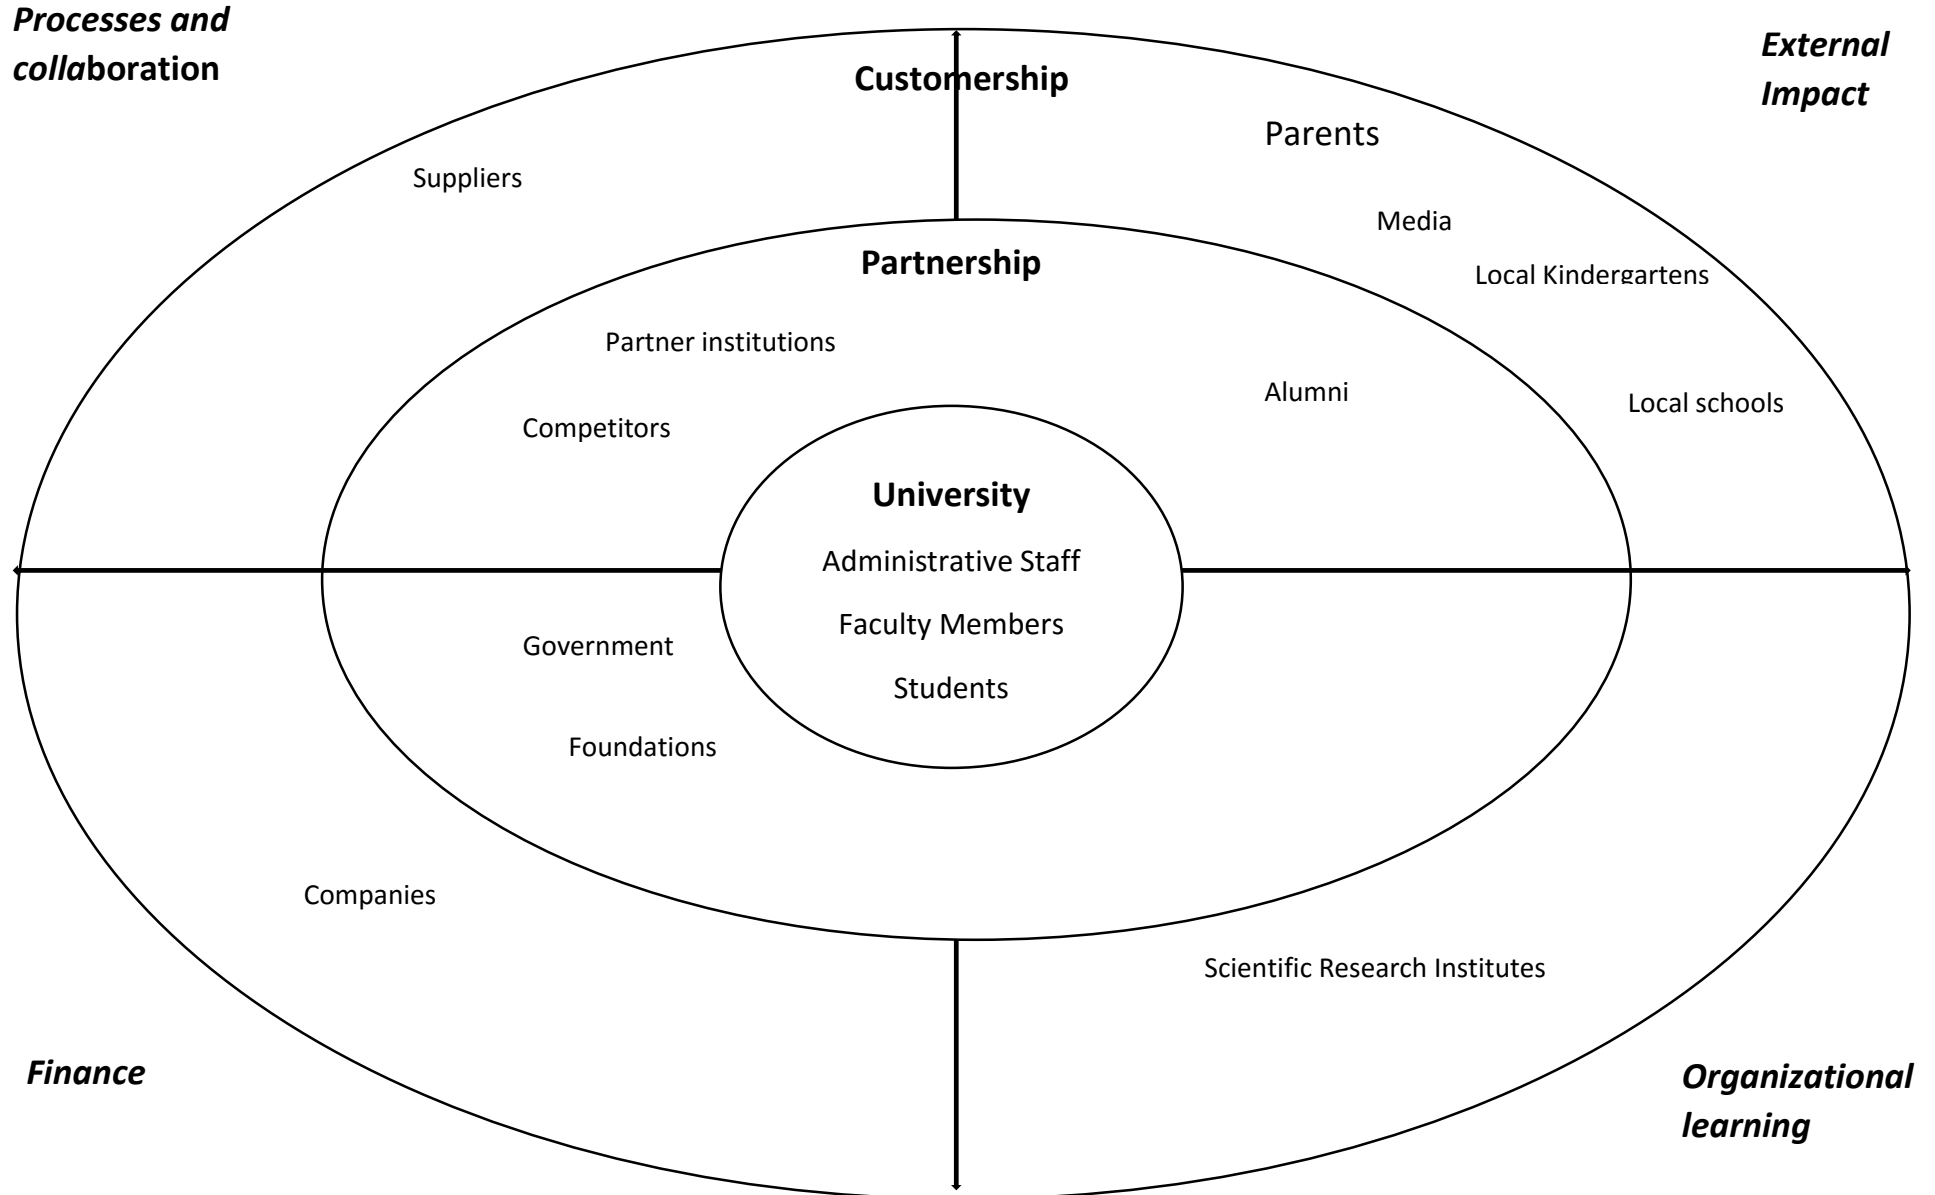 Processes and
collaboration
External
Impact
Customership
Parents
Suppliers
Media
Partnership
Local Kindergartens
Partner institutions
Alumni
Local schools
Competitors
University
Administrative Staff
Faculty Members
Government
Students
Foundations
Companies
Scientific Research Institutes
Finance
Organizational
learning